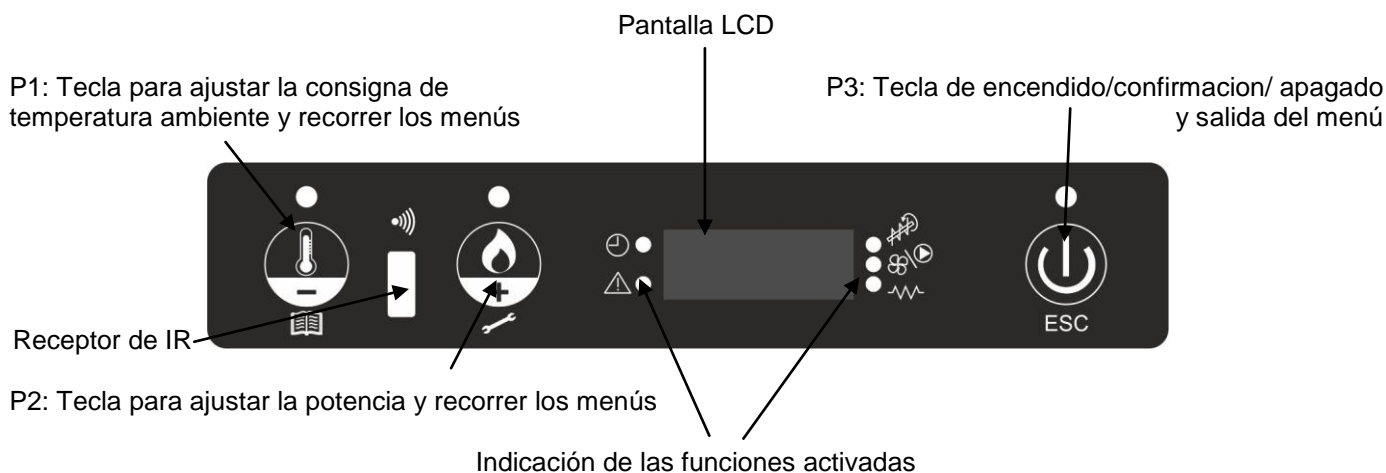 Pantalla LCD
P1: Tecla para ajustar la consigna de
temperatura ambiente y recorrer los menús
P3: Tecla de encendido/confirmacion/ apagado
y salida del menú
ESC
Receptor de IR
P2: Tecla para ajustar la potencia y recorrer los menús
Indicación de las funciones activadas